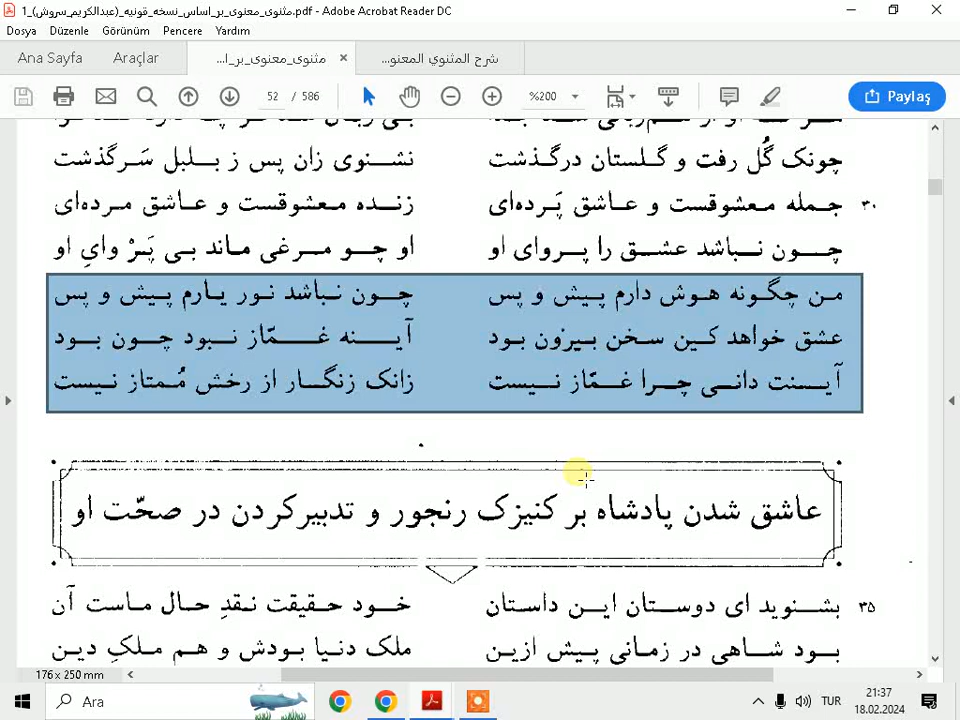 مثنوی_معنوی_بر_اساس_نسخه_قونیه_(عبدالکریم_سروش)_1.pdf - Adobe Acrobat Reader DC
Dosya Düzenle Görünüm Pencere Yardım
Ana Sayfa Araçlar مثنوی_معنوی_بر_ا... شرح المثنوي المعنو...
52 / 586 %200 Paylaş
چونک گُل رفت و گلستان درگذشت نشنوی زان پس ز بلبل سَرگذشت
۳۰ جمله معشوقست و عاشق پَرده‌ای زنده معشوقست و عاشق مرده‌ای
چون نباشد عشق را پروای او او چو مرغی ماند بی پَرْ وایِ او
من چگونه هوش دارم پیش و پس چون نباشد نور یارم پیش و پس
عشق خواهد کین سخن بیرون بود آینه غمّاز نبود چون بود
آینت دانی چرا غمّاز نیست زانک زنگار از رخش مُمتاز نیست
عاشق شدن پادشاه بر کنیزک رنجور و تدبیرکردن در صحّت او
۳۵ بشنوید ای دوستان این داستان خود حقیقت نقدِ حال ماست آن
بود شاهی در زمانی پیش ازین ملک دنیا بودش و هم ملکِ دین
176 x 250 mm
Ara
TUR
21:37
18.02.2024